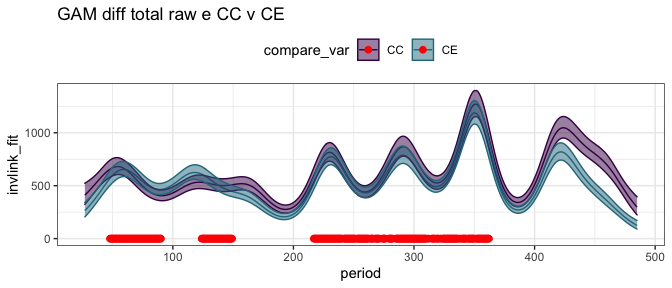 GAM diff total raw e CC v CE
compare_var CC CE
invlink_fit
1000
500
0
100 200 300 400 500
period